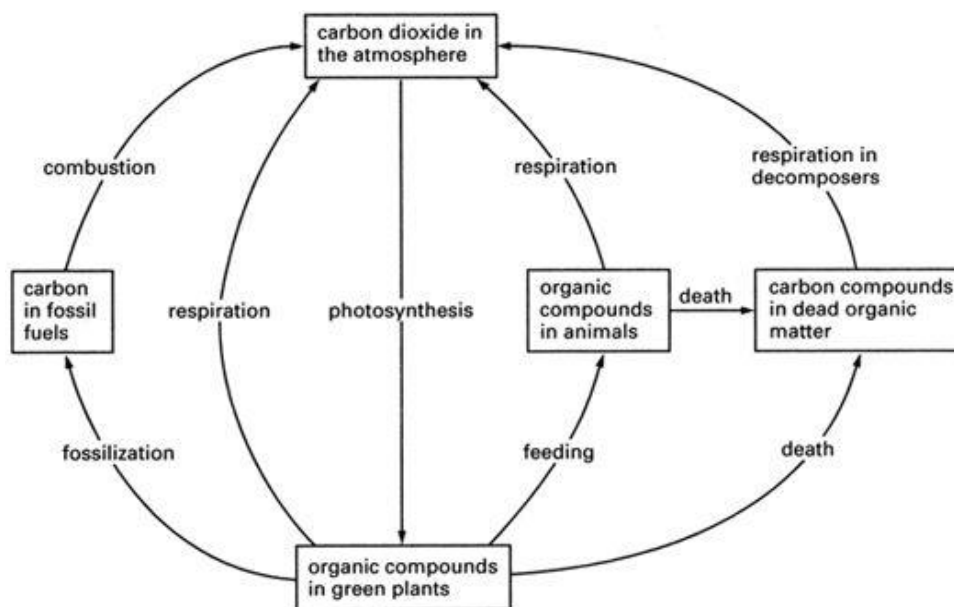 carbon dioxide in
the atmosphere
combustion
respiration
respiration in
decomposers
carbon
in fossil
fuels
respiration
photosynthesis
organic
compounds
in animals
death
carbon compounds
in dead organic
matter
fossilization
feeding
death
organic compounds
in green plants